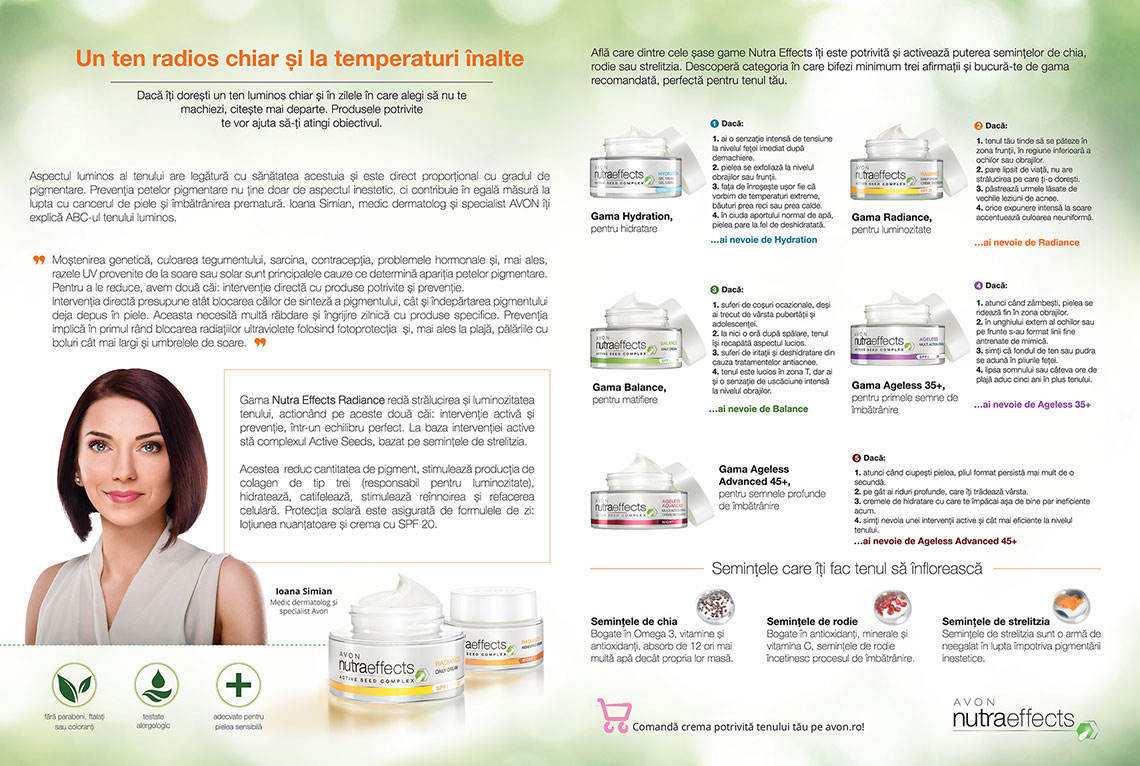 Un ten radios chiar și la temperaturi înalte
Dacă îți dorești un ten luminos chiar și în zilele în care alegi să nu te
machiezi, citește mai departe. Produsele potrivite
te vor ajuta să-ți atingi obiectivul.
Aspectul luminos al tenului are legătură cu sănătatea acestuia și este direct proporțional cu gradul de
pigmentare. Prevenția petelor pigmentare nu ține doar de aspectul inestetic, ci contribuie în egală măsură la
lupta cu cancerul de piele și îmbătrânirea prematură. Ioana Simian, medic dermatolog și specialist AVON îți
explică ABC-ul tenului luminos.
Moștenirea genetică, culoarea tegumentului, sarcina, contracepția, problemele hormonale și, mai ales,
razele UV provenite de la soare sau solar sunt principalele cauze ce determină apariția petelor pigmentare.
Pentru a le reduce, avem două căi: intervenție directă cu produse potrivite și prevenție.
Intervenția directă presupune atât blocarea căilor de sinteză a pigmentului, cât și îndepărtarea pigmentului
deja depus în piele. Aceasta necesită multă răbdare și îngrijire zilnică cu produse specifice. Prevenția
implică în primul rând blocarea radiațiilor ultraviolete folosind fotoprotecția și, mai ales la plajă, pălăriile cu
boluri cât mai largi și umbrelele de soare.
Gama Nutra Effects Radiance redă strălucirea și luminozitatea
tenului, actionând pe aceste două căi: intervenție activă și
prevenție, într-un echilibru perfect. La baza intervenției active
stă complexul Active Seeds, bazat pe semințele de strelitzia.
Acestea reduc cantitatea de pigment, stimulează producția de
colagen de tip trei (responsabil pentru luminozitate),
hidratează, catifelează, stimulează reînnoirea și refacerea
celulară. Protecția solară este asigurată de formulele de zi:
loțiunea nuanțatoare și crema cu SPF 20.
Ioana Simian
Medic dermatolog și
specialist Avon
AVON
nutraeffects
ACTIVE SEED COMPLEX
RADIANCE
DAILY CREAM
fără parabeni, ftalați
sau coloranți
testate
alergologic
adecvate pentru
pielea sensibilă
Află care dintre cele șase game Nutra Effects îți este potrivită și activează puterea semințelor de chia,
rodie sau strelitzia. Descoperă categoria în care bifezi minimum trei afirmații și bucură-te de gama
recomandată, perfectă pentru tenul tău.
Gama Hydration,
pentru hidratare
1 Dacă:
1. ai o senzație intensă de tensiune
la nivelul feței imediat după
demachiere.
2. pielea se exfoliază la nivelul
obrajilor sau frunții.
3. fața de înroșește ușor fie că
vorbim de temperaturi extreme,
băuturi prea reci sau prea calde.
4. în ciuda aportului normal de apă,
pielea pare la fel de deshidratată.
...ai nevoie de Hydration
Gama Radiance,
pentru luminozitate
2 Dacă:
1. tenul tău tinde să se păteze în
zona frunții, în regiune inferioară a
ochilor sau obrajilor.
2. pare lipsit de viață, nu are
strălucirea pe care ți-o dorești.
3. păstrează urmele lăsate de
vechile leziuni de acnee.
4. orice expunere intensă la soare
accentuează culoarea neuniformă.
...ai nevoie de Radiance
Gama Balance,
pentru matifiere
3 Dacă:
1. suferi de coșuri ocazionale, deși
ai trecut de vârsta pubertății și
adolescenței.
2. la nici o oră după spălare, tenul
își recapătă aspectul lucios.
3. suferi de iritații și deshidratare din
cauza tratamentelor antiacnee.
4. tenul este lucios în zona T, dar ai
și o senzație de uscăciune intensă
la nivelul obrajilor.
...ai nevoie de Balance
Gama Ageless 35+,
pentru primele semne de
îmbătrânire
4 Dacă:
1. atunci când zâmbești, pielea se
ridează fin în zona obrajilor.
2. în unghiului extern al ochilor sau
pe frunte s-au format linii fine
antrenate de mimică.
3. simți că fondul de ten sau pudra
se adună în pliurile feței.
4. lipsa somnului sau câteva ore de
plajă aduc cinci ani în plus tenului.
...ai nevoie de Ageless 35+
Gama Ageless
Advanced 45+,
pentru semnele profunde
de îmbătrânire
5 Dacă:
1. atunci când ciupești pielea, pliul format persistă mai mult de o
secundă.
2. pe gât ai riduri profunde, care îți trădează vârsta.
3. cremele de hidratare cu care te împăcai așa de bine par ineficiente
acum.
4. simți nevoia unei intervenții active și cât mai eficiente la nivelul
tenului.
...ai nevoie de Ageless Advanced 45+
Semințele care îți fac tenul să înflorească
Semințele de chia
Bogate în Omega 3, vitamine și
antioxidanți, absorb de 12 ori mai
multă apă decât propria lor masă.
Semințele de rodie
Bogate în antioxidanți, minerale și
vitamina C, semințele de rodie
încetinesc procesul de îmbătrânire.
Semințele de strelitzia
Semințele de strelitzia sunt o armă de
neegalat în lupta împotriva pigmentării
inestetice.
Comandă crema potrivită tenului tău pe avon.ro!
AVON
nutraeffects